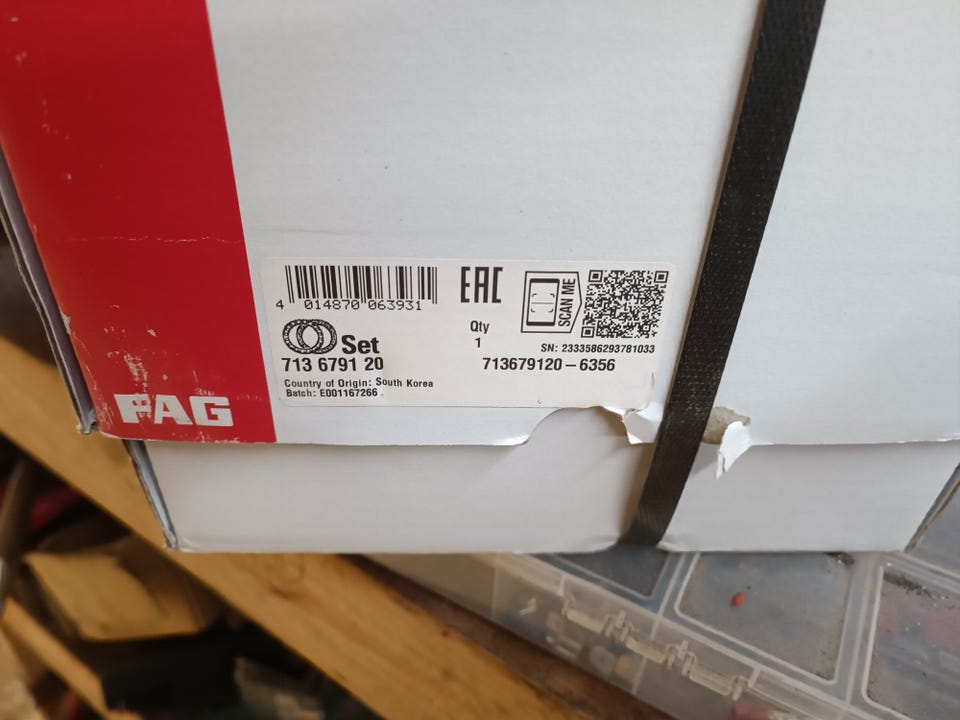 4 014870 063931
EAC
SCAN ME
Qty
1
Set
SN: 2333586293781033
713 6791 20
713679120-6356
Country of Origin: South Korea
Batch: E001167266
FAG